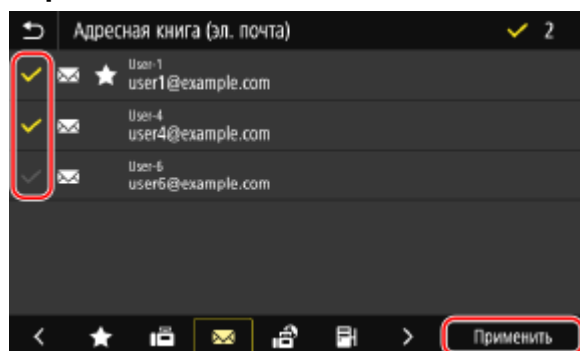 Адресная книга (эл. почта)
2
User-1
user1@example.com
User-4
user4@example.com
User-6
user6@example.com
Применить